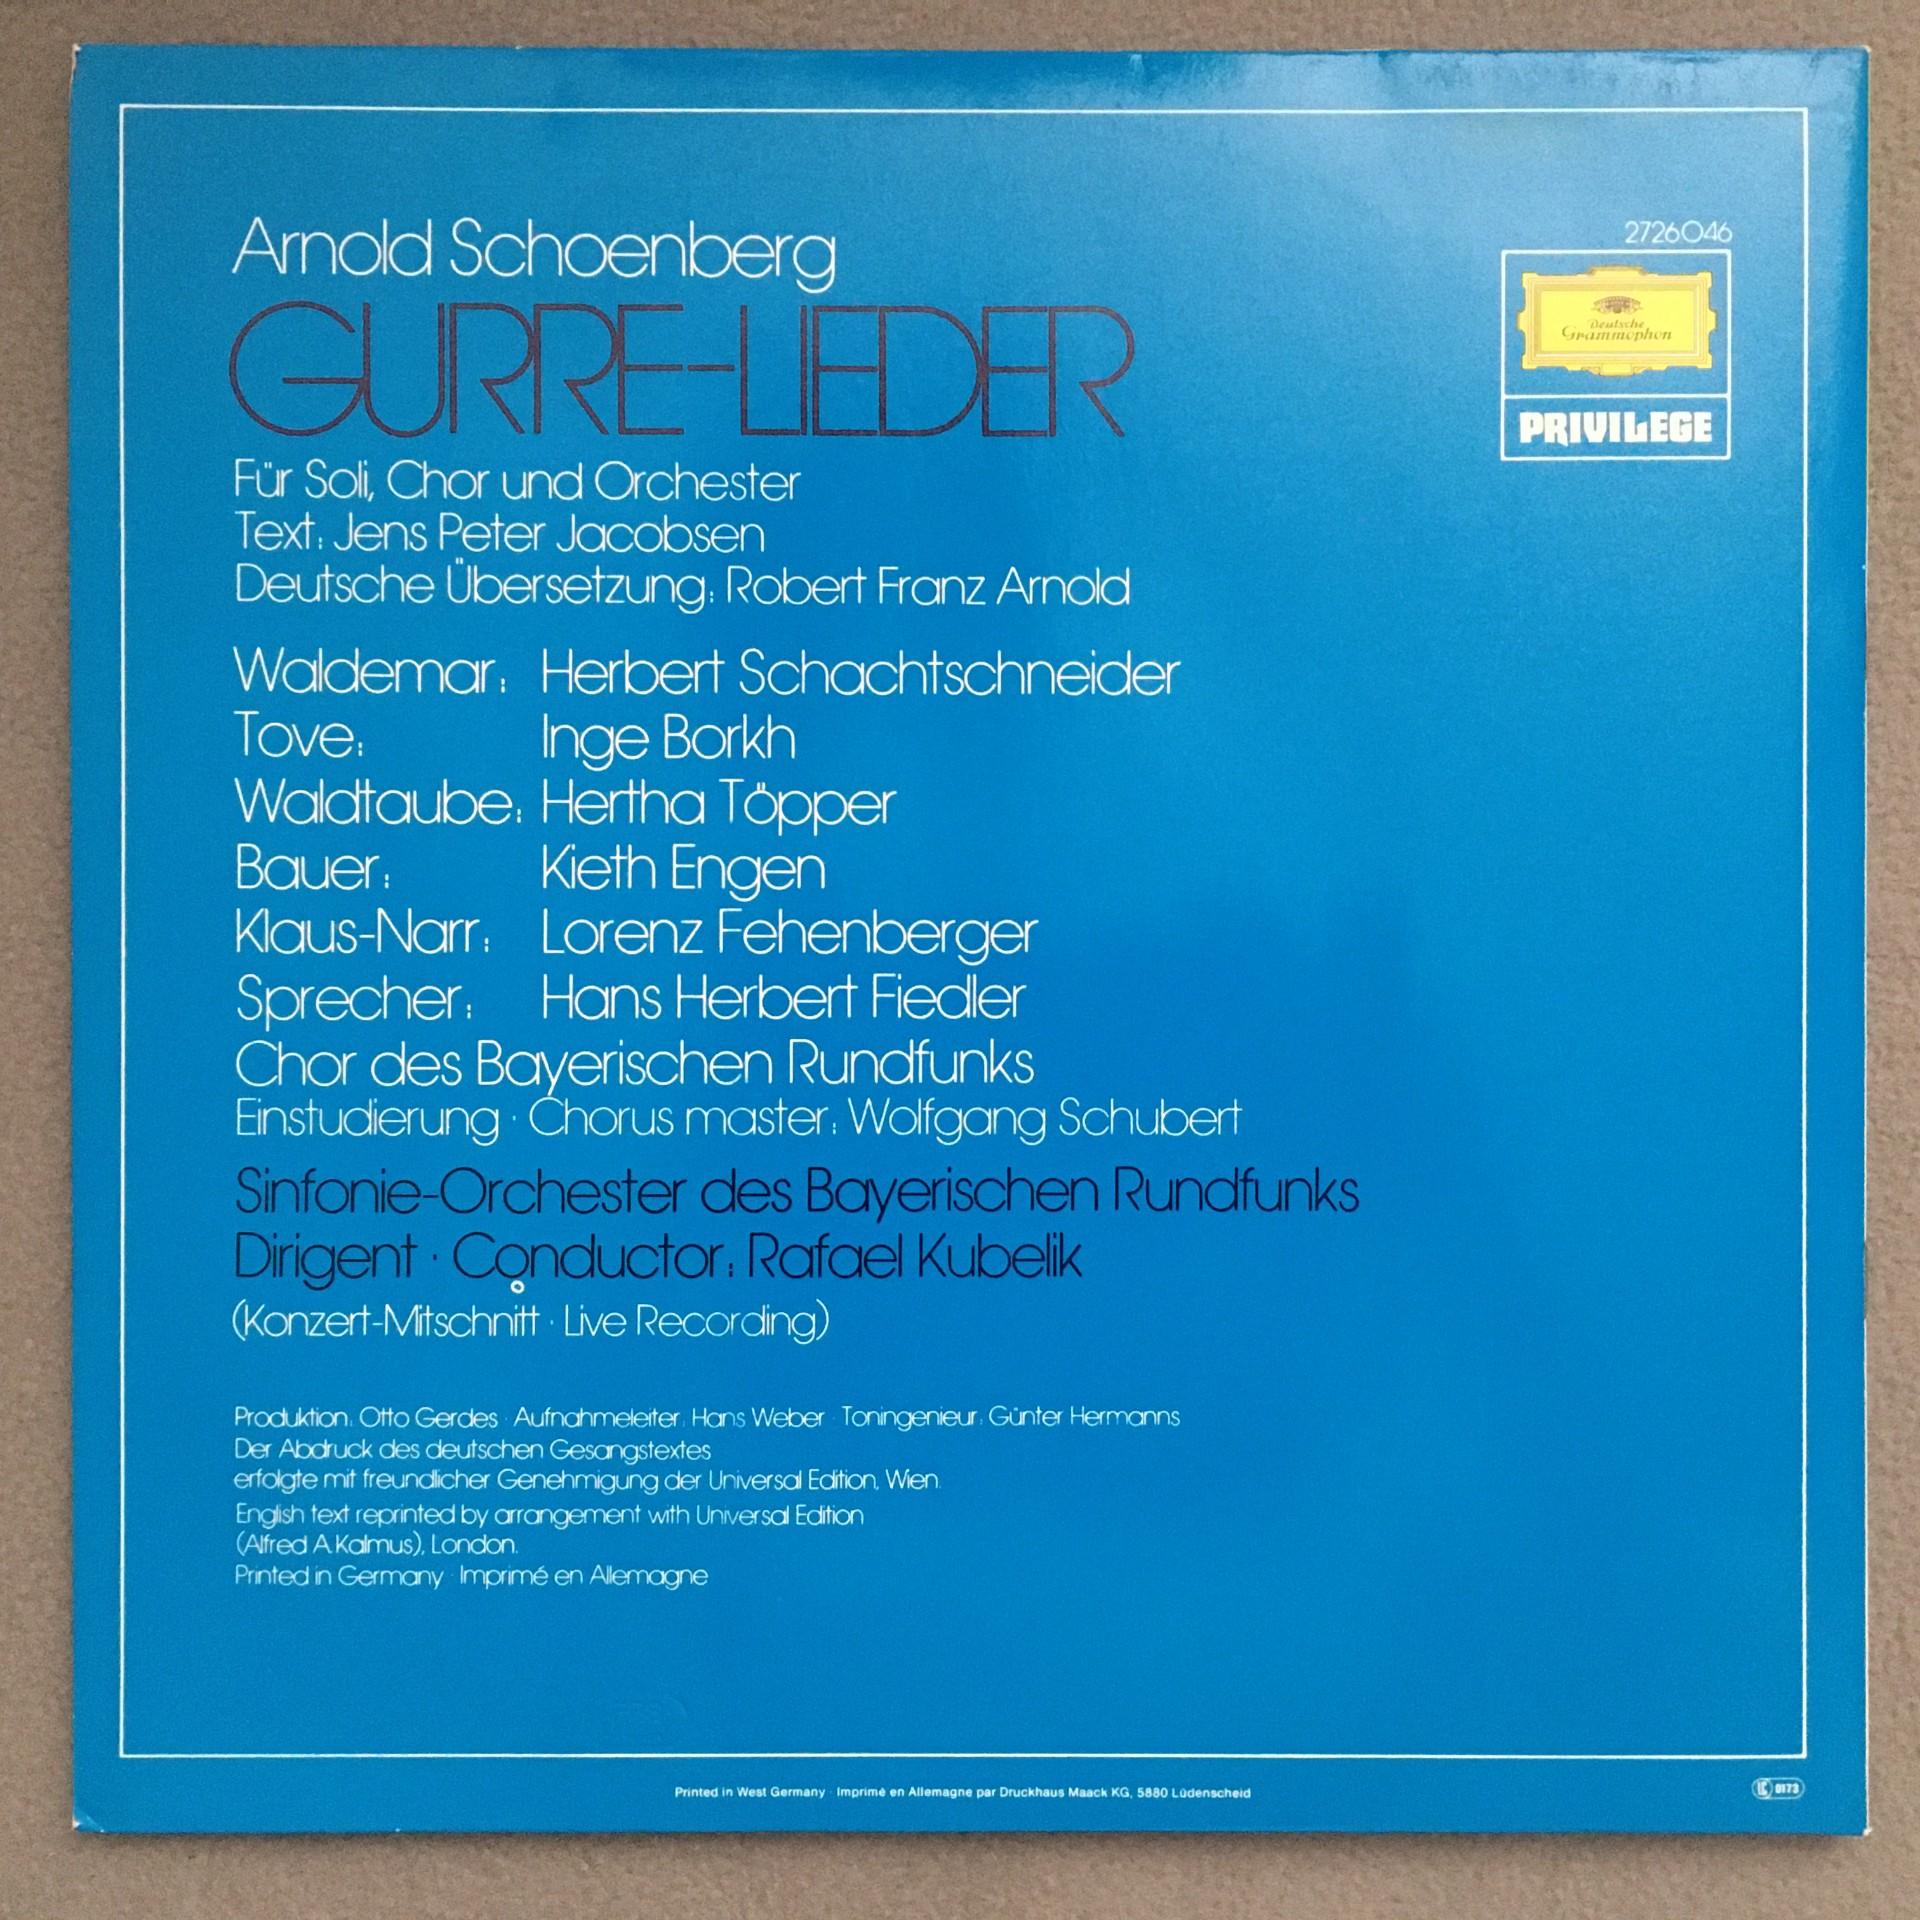 Arnold Schoenberg
2726046
GURRE-LIEDER
Deutsche
Grammophon
PRIVILEGE
Für Soli, Chor und Orchester
Text: Jens Peter Jacobsen
Deutsche Übersetzung: Robert Franz Arnold
Waldemar: Herbert Schachtschneider
Tove: Inge Borkh
Waldtaube: Hertha Töpper
Bauer: Kieth Engen
Klaus-Narr: Lorenz Fehenberger
Sprecher: Hans Herbert Fiedler
Chor des Bayerischen Rundfunks
Einstudierung · Chorus master: Wolfgang Schubert
Sinfonie-Orchester des Bayerischen Rundfunks
Dirigent · Conductor: Rafael Kubelik
(Konzert-Mitschnitt · Live Recording)
Produktion: Otto Gerdes · Aufnahmeleiter: Hans Weber · Toningenieur: Günter Hermanns
Der Abdruck des deutschen Gesangstextes
erfolgte mit freundlicher Genehmigung der Universal Edition, Wien.
English text reprinted by arrangement with Universal Edition
(Alfred A. Kalmus), London.
Printed in Germany · Imprimé en Allemagne
Printed in West Germany · Imprimé en Allemagne par Druckhaus Maack KG, 5880 Lüdenscheid
LC 0173